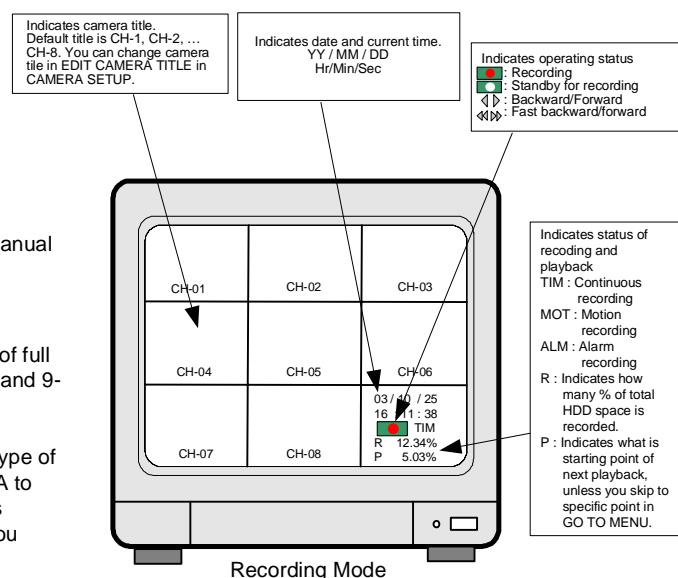 Indicates camera title.
Default title is CH-1, CH-2, …
CH-8. You can change camera
tile in EDIT CAMERA TITLE in
CAMERA SETUP.
Indicates date and current time.
YY / MM / DD
Hr/Min/Sec
Indicates operating status
: Recording
: Standby for recording
: Backward/Forward
: Fast backward/forward
anual
of full
and 9-
ype of
A to
s
ou
CH-01 CH-02 CH-03
CH-04 CH-05 CH-06
03 / 10 / 25
16 : 11 : 38
TIM
R 12.34%
P 5.03%
CH-07 CH-08
Indicates status of
recoding and
playback
TIM : Continuous
recording
MOT : Motion
recording
ALM : Alarm
recording
R : Indicates how
many % of total
HDD space is
recorded.
P : Indicates what is
starting point of
next playback,
unless you skip to
specific point in
GO TO MENU.
Recording Mode